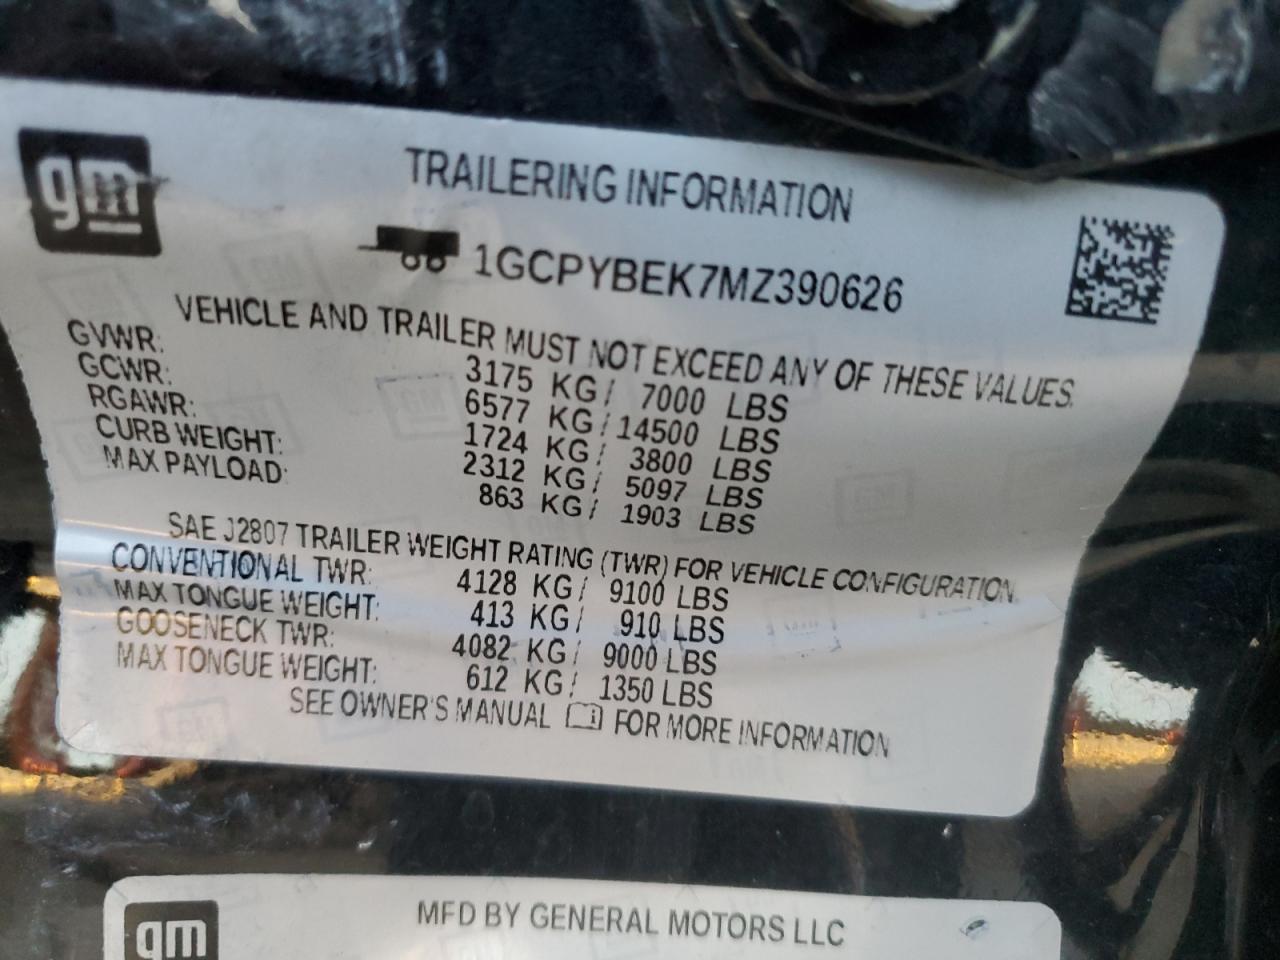 gm
TRAILERING INFORMATION
1GCPYBEK7MZ390626
VEHICLE AND TRAILER MUST NOT EXCEED ANY OF THESE VALUES.
GVWR: 3175 KG / 7000 LBS
GCWR: 6577 KG / 14500 LBS
RGAWR: 1724 KG / 3800 LBS
CURB WEIGHT: 2312 KG / 5097 LBS
MAX PAYLOAD: 863 KG / 1903 LBS
SAE J2807 TRAILER WEIGHT RATING (TWR) FOR VEHICLE CONFIGURATION.
CONVENTIONAL TWR: 4128 KG / 9100 LBS
MAX TONGUE WEIGHT: 413 KG / 910 LBS
GOOSENECK TWR: 4082 KG / 9000 LBS
MAX TONGUE WEIGHT: 612 KG / 1350 LBS
SEE OWNER'S MANUAL FOR MORE INFORMATION
gm
MFD BY GENERAL MOTORS LLC